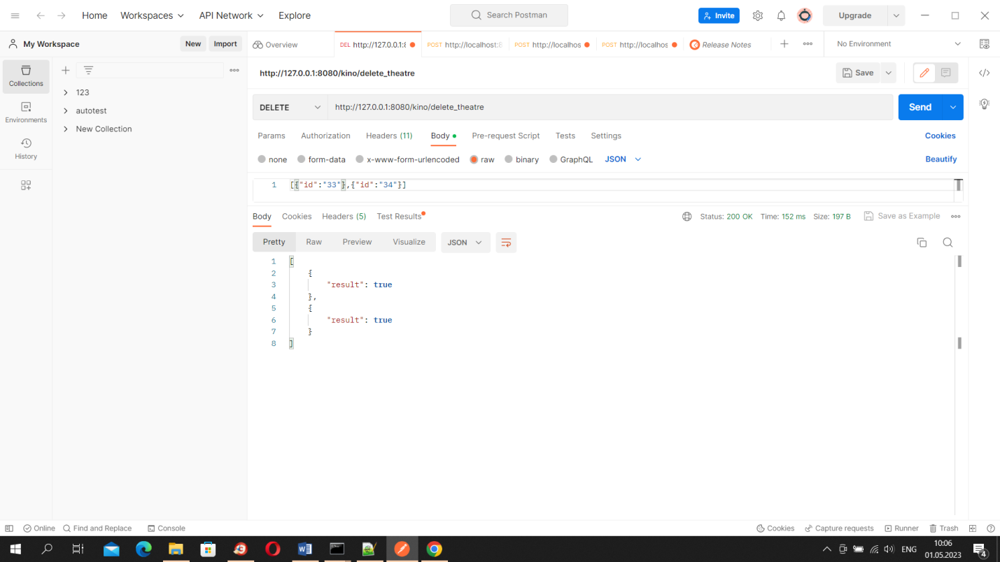 Home Workspaces API Network Explore Search Postman Invite Upgrade
My Workspace New Import Overview DEL http://127.0.0.1:8 POST http://localhost:8 POST http://localhos POST http://localhos Release Notes No Environment
Collections
Environments
History
123
autotest
New Collection
http://127.0.0.1:8080/kino/delete_theatre Save
DELETE http://127.0.0.1:8080/kino/delete_theatre Send
Params Authorization Headers (11) Body Pre-request Script Tests Settings Cookies
none form-data x-www-form-urlencoded raw binary GraphQL JSON Beautify
1 [{"id":"33"},{"id":"34"}]
Body Cookies Headers (5) Test Results Status: 200 OK Time: 152 ms Size: 197 B Save as Example
Pretty Raw Preview Visualize JSON
1 [
2 {
3 "result": true
4 },
5 {
6 "result": true
7 }
8 ]
Online Find and Replace Console Cookies Capture requests Runner Trash
ENG 10:06
01.05.2023 4